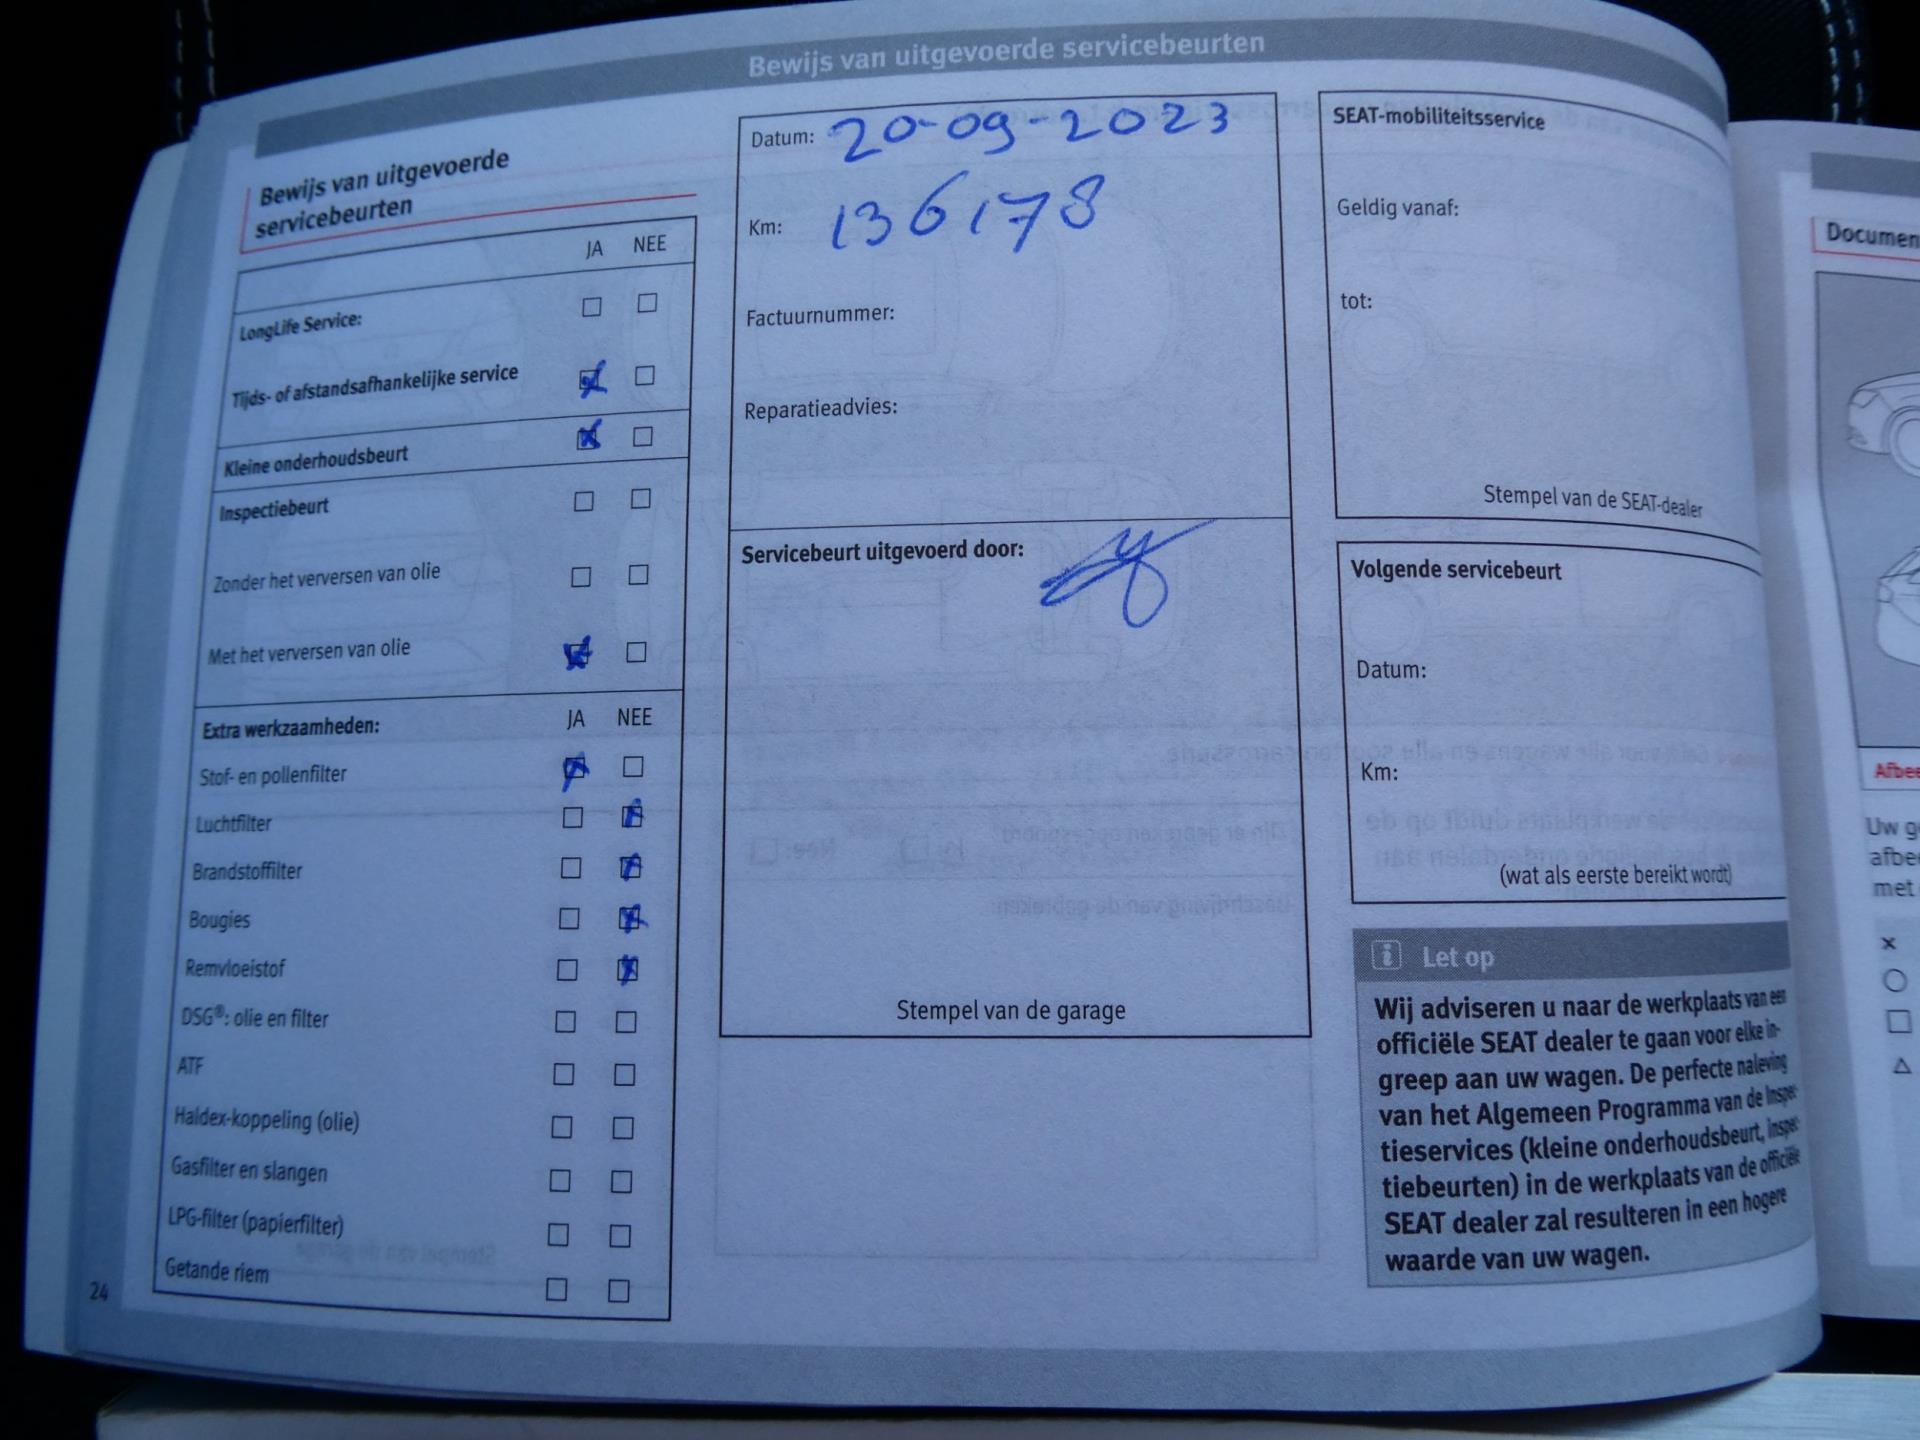 Bewijs van uitgevoerde servicebeurten
Bewijs van uitgevoerde
servicebeurten
JA NEE
LongLife Service:
Tijds- of afstandsafhankelijke service
Kleine onderhoudsbeurt
Inspectiebeurt
Zonder het verversen van olie
Met het verversen van olie
Extra werkzaamheden: JA NEE
Stof- en pollenfilter
Luchtfilter
Brandstoffilter
Bougies
Remvloeistof
DSG®: olie en filter
ATF
Haldex-koppeling (olie)
Gasfilter en slangen
LPG-filter (papierfilter)
Getande riem
24
Datum: 20-09-2023
Km: 136178
Factuurnummer:
Reparatieadvies:
Servicebeurt uitgevoerd door:
Stempel van de garage
SEAT-mobiliteitsservice
Geldig vanaf:
tot:
Stempel van de SEAT-dealer
Volgende servicebeurt
Datum:
Km:
(wat als eerste bereikt wordt)
Let op
Wij adviseren u naar de werkplaats van een
officiële SEAT dealer te gaan voor elke in-
greep aan uw wagen. De perfecte naleving
van het Algemeen Programma van de Inspec-
tieservices (kleine onderhoudsbeurt, inspec-
tiebeurten) in de werkplaats van de officiële
SEAT dealer zal resulteren in een hogere
waarde van uw wagen.
Documen
Afbee
Uw g
afbee
met